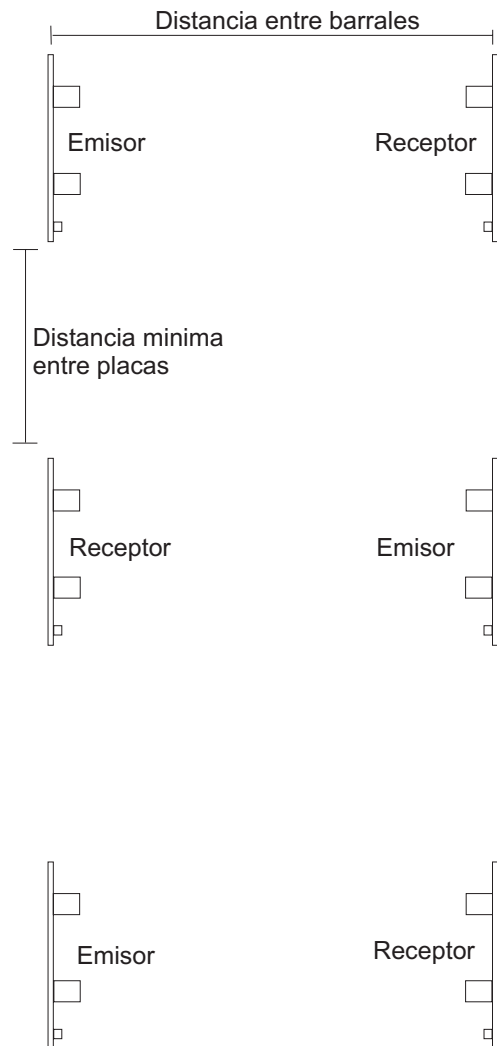 Distancia entre barrales
Emisor
Receptor
Distancia minima
entre placas
Receptor
Emisor
Emisor
Receptor